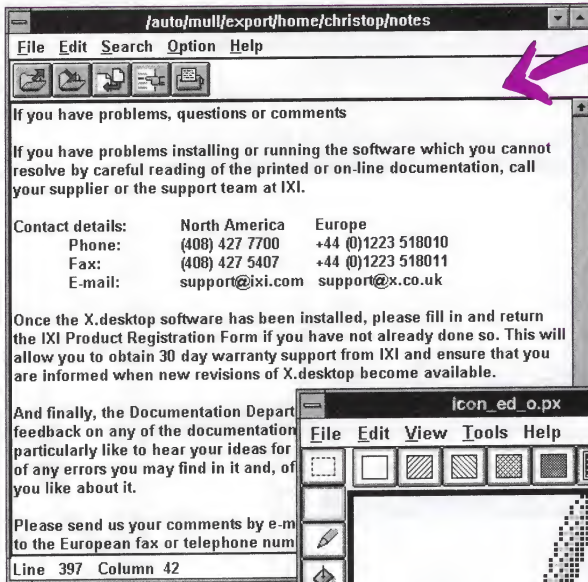 /auto/mull/export/home/christop/notes
File Edit Search Option Help
If you have problems, questions or comments
If you have problems installing or running the software which you cannot
resolve by careful reading of the printed or on-line documentation, call
your supplier or the support team at IXI.
Contact details: North America Europe
Phone: (408) 427 7700 +44 (0)1223 518010
Fax: (408) 427 5407 +44 (0)1223 518011
E-mail: support@ixi.com support@x.co.uk
Once the X.desktop software has been installed, please fill in and return
the IXI Product Registration Form if you have not already done so. This will
allow you to obtain 30 day warranty support from IXI and ensure that you
are informed when new revisions of X.desktop become available.
And finally, the Documentation Depart
feedback on any of the documentation
particularly like to hear your ideas for
of any errors you may find in it and, of
you like about it.
Please send us your comments by e-m
to the European fax or telephone num
Line 397 Column 42
icon_ed_o.px
File Edit View Tools Help